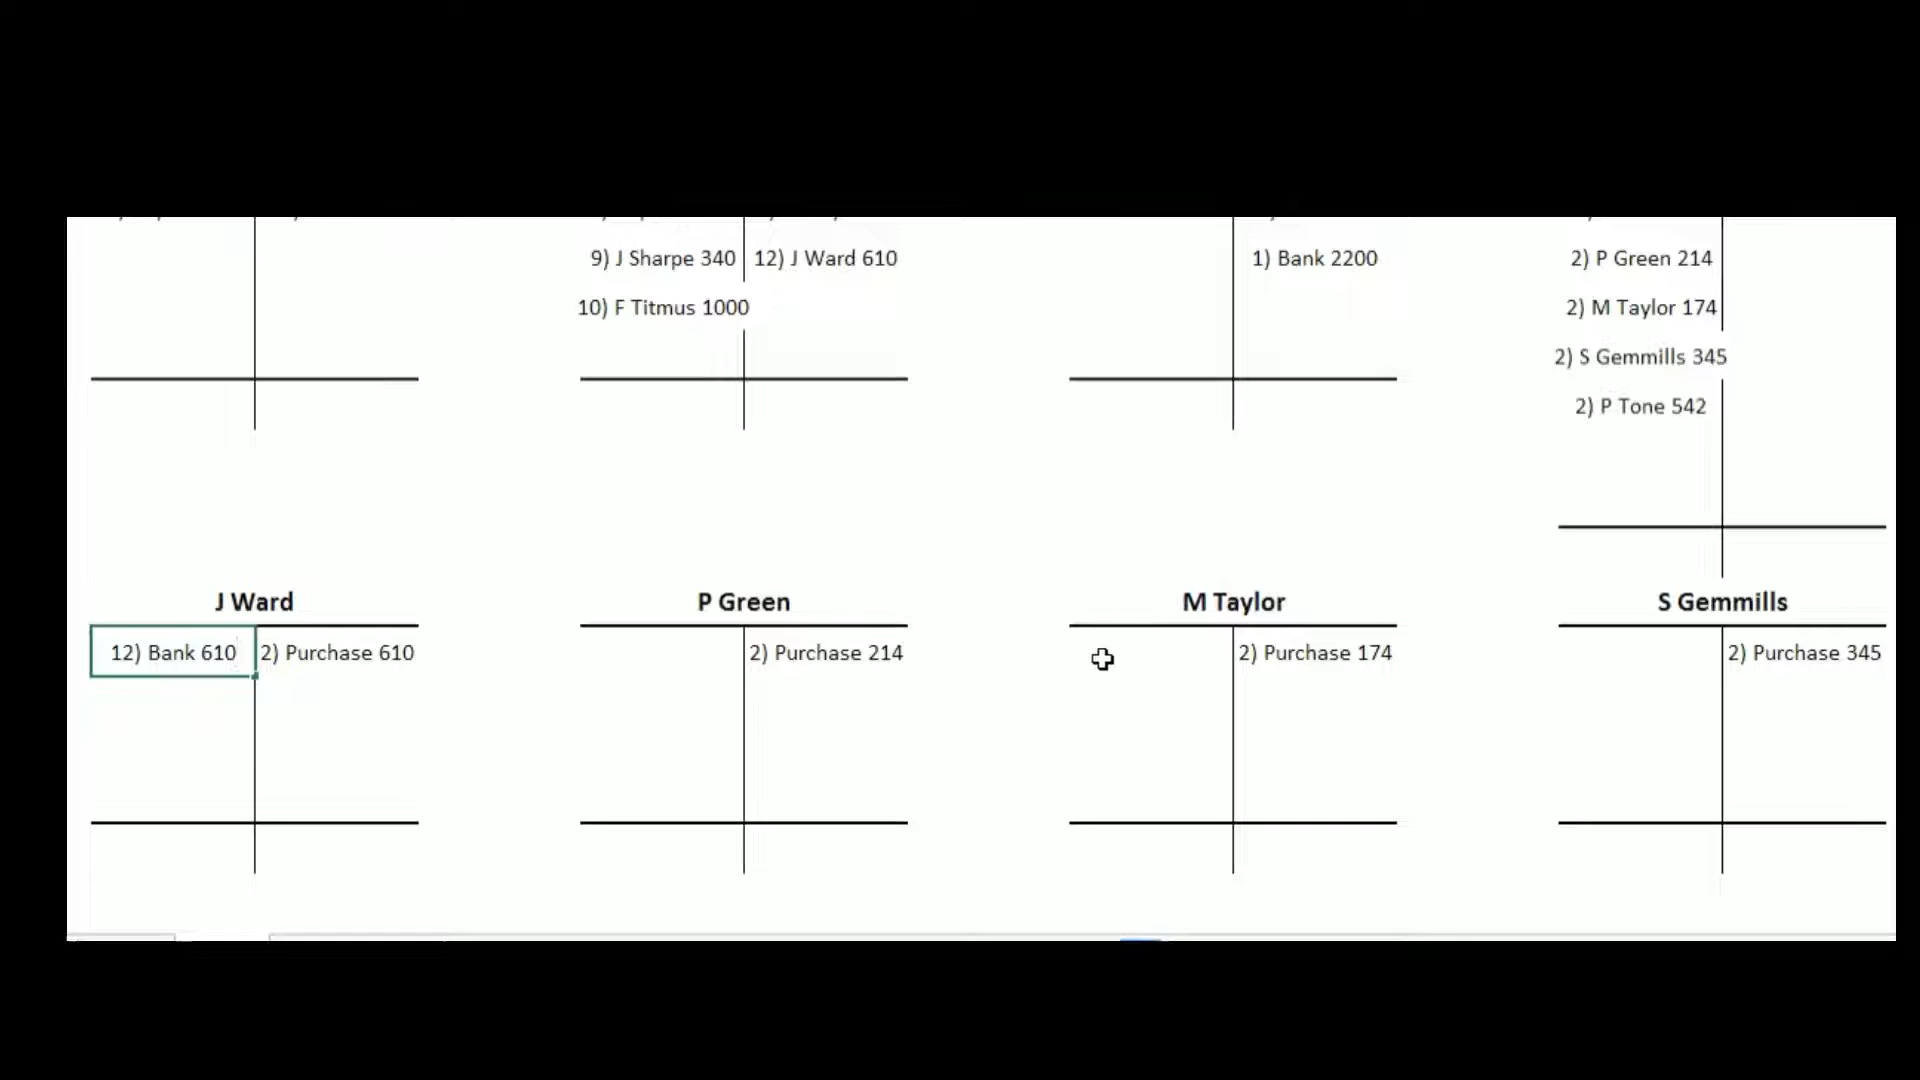 9) J Sharpe 340 12) J Ward 610 1) Bank 2200 2) P Green 214
10) F Titmus 1000 2) M Taylor 174
2) S Gemmills 345
2) P Tone 542
J Ward P Green M Taylor S Gemmills
12) Bank 610 2) Purchase 610 2) Purchase 214 2) Purchase 174 2) Purchase 345